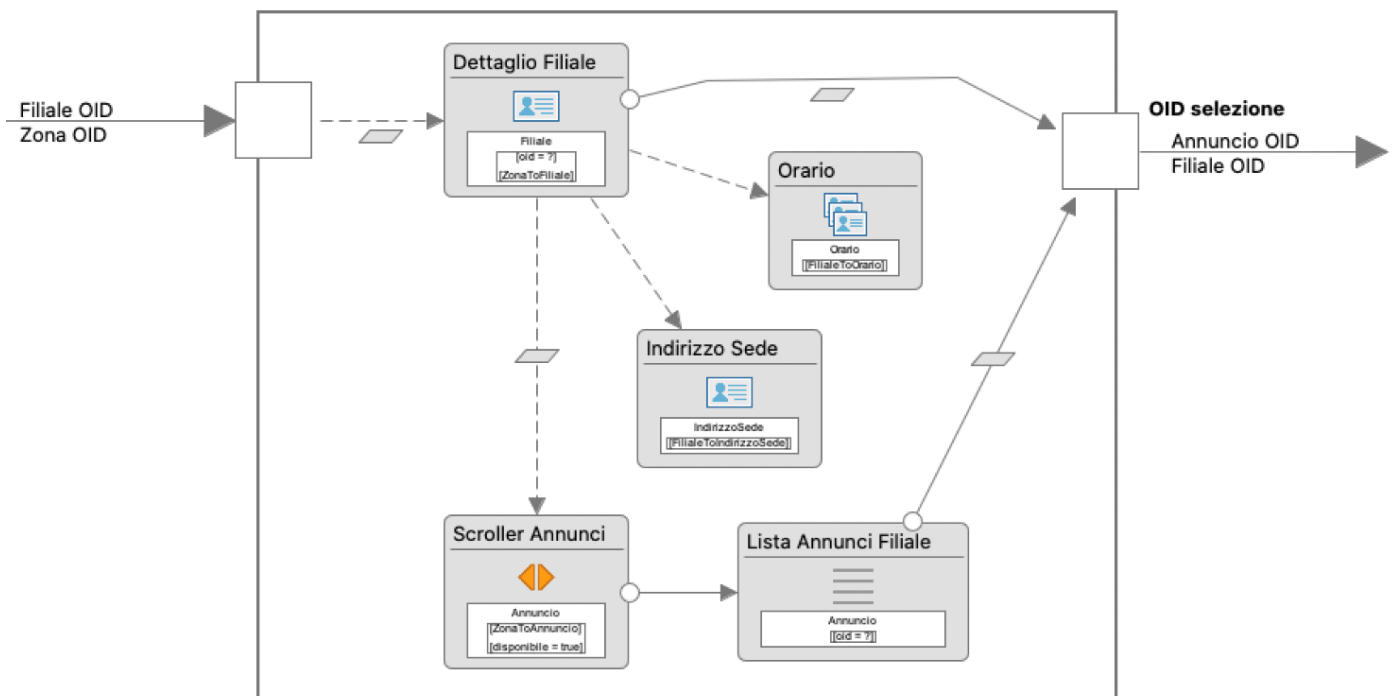 Filiale OID
Zona OID
Dettaglio Filiale
Filiale
[oid = ?]
[ZonaToFiliale]
OID selezione
Annuncio OID
Filiale OID
Orario
Orario
[FilialeToOrario]
Indirizzo Sede
IndirizzoSede
[FilialeToIndirizzoSede]
Scroller Annunci
Annuncio
[ZonaToAnnuncio]
[disponibile = true]
Lista Annunci Filiale
Annuncio
[oid = ?]